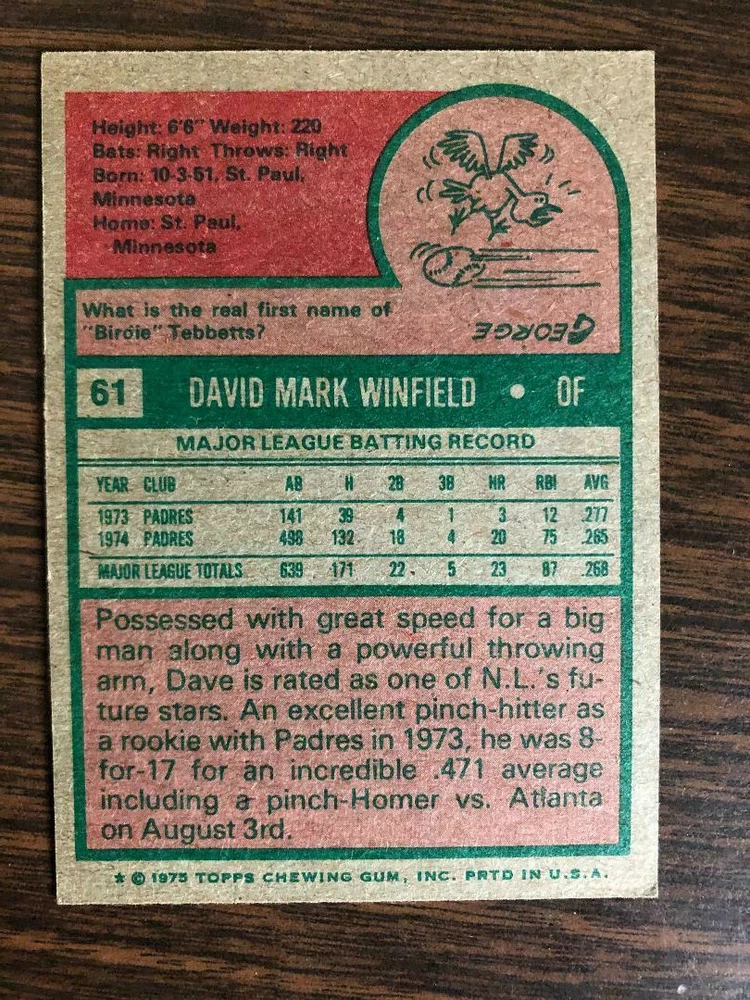 Height: 6'6" Weight: 220
Bats: Right Throws: Right
Born: 10-3-51, St. Paul,
Minnesota
Home: St. Paul,
Minnesota
What is the real first name of
"Birdie" Tebbetts?
GEORGE
61 DAVID MARK WINFIELD • OF
MAJOR LEAGUE BATTING RECORD
YEAR CLUB AB H 2B 3B HR RBI AVG
1973 PADRES 141 39 4 1 3 12 .277
1974 PADRES 498 132 18 4 20 75 .265
MAJOR LEAGUE TOTALS 639 171 22 5 23 87 .268
Possessed with great speed for a big
man along with a powerful throwing
arm, Dave is rated as one of N.L.'s fu-
ture stars. An excellent pinch-hitter as
a rookie with Padres in 1973, he was 8-
for-17 for an incredible .471 average
including a pinch-Homer vs. Atlanta
on August 3rd.
* © 1975 TOPPS CHEWING GUM, INC. PRTD IN U.S.A.